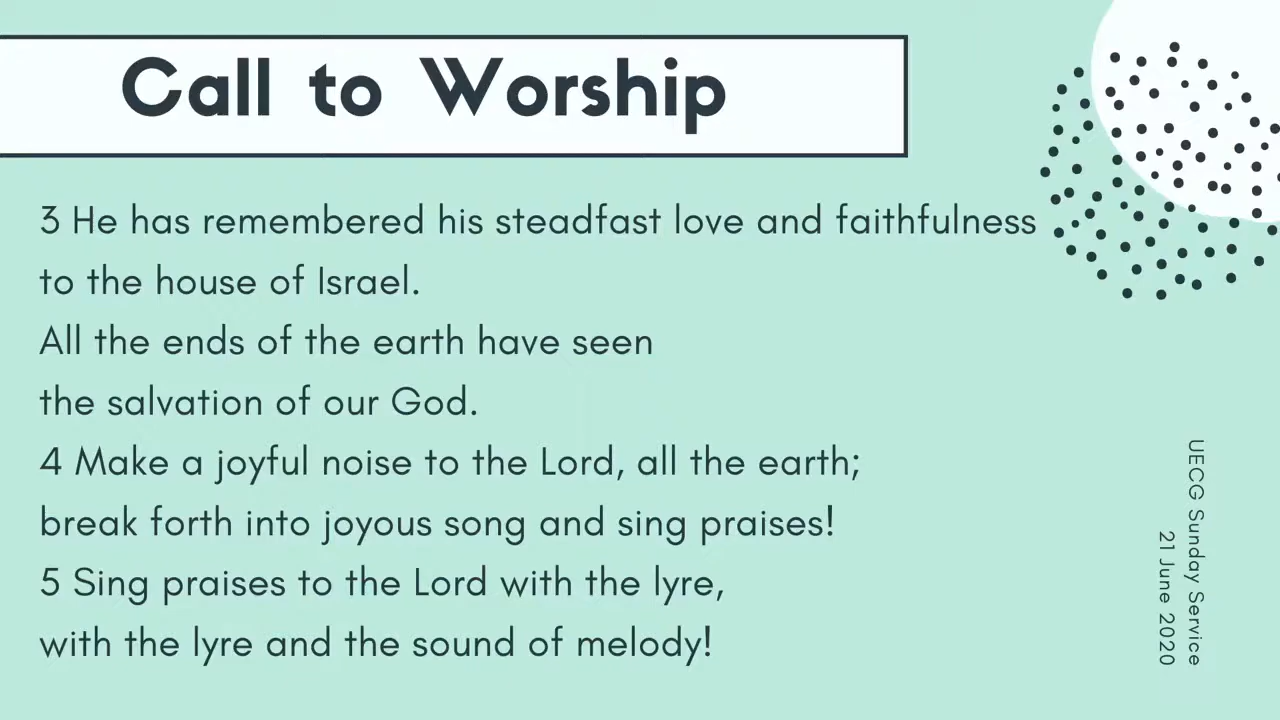 Call to Worship
3 He has remembered his steadfast love and faithfulness
to the house of Israel.
All the ends of the earth have seen
the salvation of our God.
4 Make a joyful noise to the Lord, all the earth;
break forth into joyous song and sing praises!
5 Sing praises to the Lord with the lyre,
with the lyre and the sound of melody!
UECG Sunday Service
21 June 2020